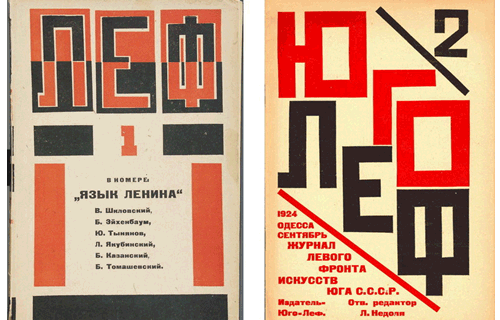 ЛЕФ
1
В НОМЕРЕ:
„ЯЗЫК ЛЕНИНА“
В. Шкловский,
Б. Эйхенбаум,
Ю. Тынянов,
Л. Якубинский,
Б. Казанский,
Б. Томашевский.
ЮГО
ЛЕФ
/2
1924
ОДЕССА
СЕНТЯБРЬ
ЖУРНАЛ
ЛЕВОГО
ФРОНТА
ИСКУССТВ
ЮГА С.С.С.Р.
Издатель- Отв. редактор
Юго-Леф. Л. Недоля